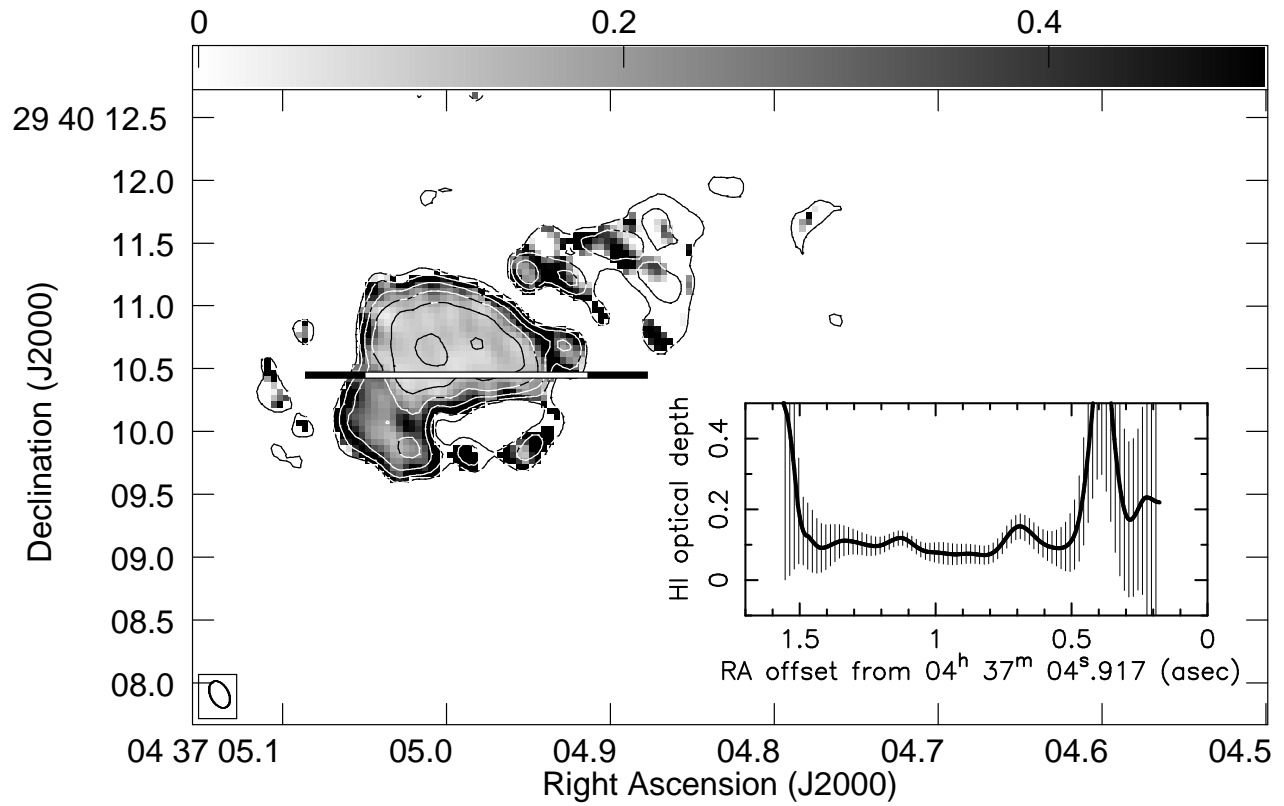 0 0.2 0.4
29 40 12.5
12.0
11.5
11.0
10.5
10.0
09.5
09.0
08.5
08.0
Declination (J2000)
04 37 05.1 05.0 04.9 04.8 04.7 04.6 04.5
Right Ascension (J2000)
HI optical depth
0.4
0.2
0
1.5 1 0.5 0
RA offset from 04ʰ 37ᵐ 04ˢ.917 (asec)